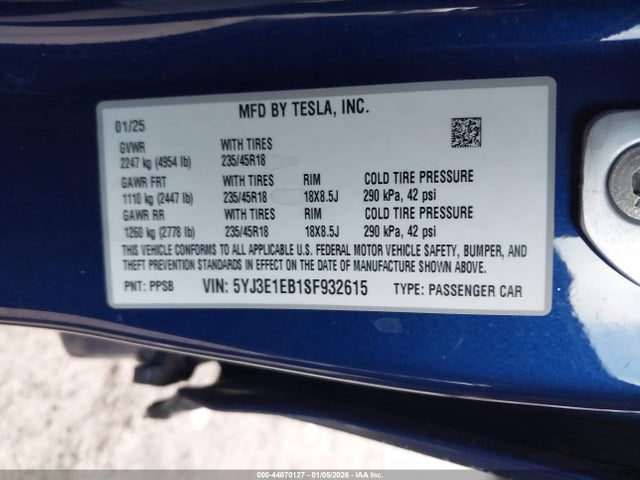 MFD BY TESLA, INC.
01/25
GVWR WITH TIRES
2247 kg (4954 lb) 235/45R18
GAWR FRT WITH TIRES RIM COLD TIRE PRESSURE
1110 kg (2447 lb) 235/45R18 18X8.5J 290 kPa, 42 psi
GAWR RR WITH TIRES RIM COLD TIRE PRESSURE
1260 kg (2778 lb) 235/45R18 18X8.5J 290 kPa, 42 psi
THIS VEHICLE CONFORMS TO ALL APPLICABLE U.S. FEDERAL MOTOR VEHICLE SAFETY, BUMPER, AND
THEFT PREVENTION STANDARDS IN EFFECT ON THE DATE OF MANUFACTURE SHOWN ABOVE.
PNT: PPSB VIN: 5YJ3E1EB1SF932615 TYPE: PASSENGER CAR
000-44070127 - 01/05/2026 - COPYRIGHT IAA, LLC.